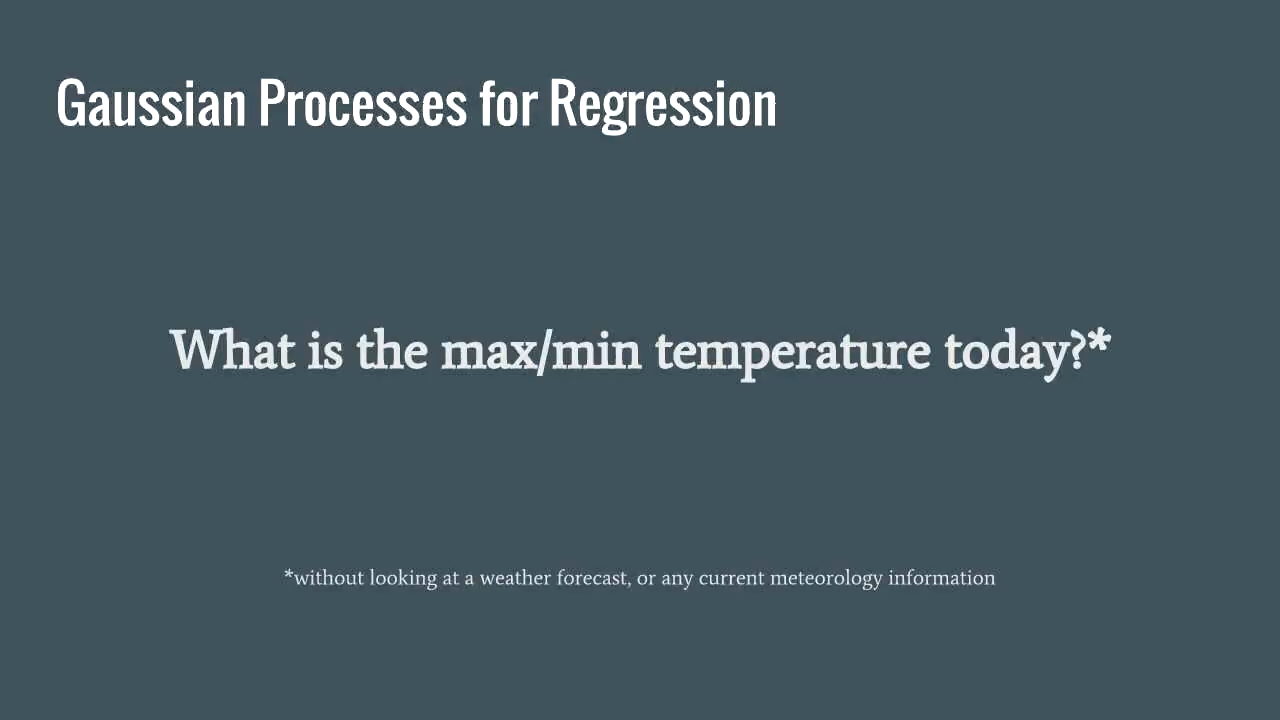 Gaussian Processes for Regression
What is the max/min temperature today?*
*without looking at a weather forecast, or any current meteorology information